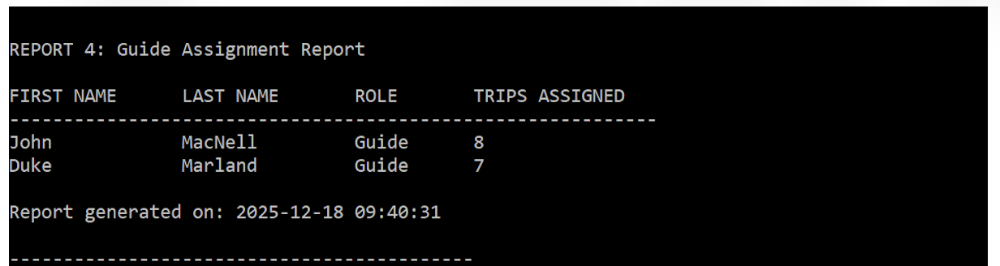 REPORT 4: Guide Assignment Report
FIRST NAME LAST NAME ROLE TRIPS ASSIGNED
------------------------------------------------------------
John MacNell Guide 8
Duke Marland Guide 7
Report generated on: 2025-12-18 09:40:31
-------------------------------------------